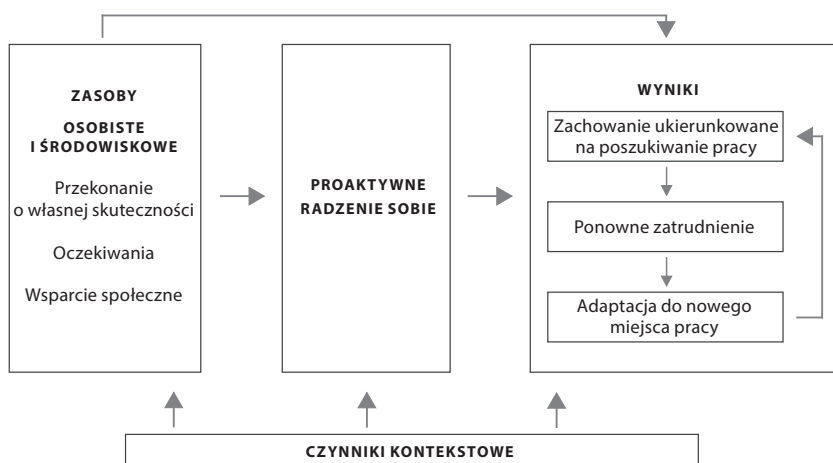 ZASOBY
OSOBISTE
I ŚRODOWISKOWE
Przekonanie
o własnej skuteczności
Oczekiwania
Wsparcie społeczne
PROAKTYWNE
RADZENIE SOBIE
WYNIKI
Zachowanie ukierunkowane
na poszukiwanie pracy
Ponowne zatrudnienie
Adaptacja do nowego
miejsca pracy
CZYNNIKI KONTEKSTOWE